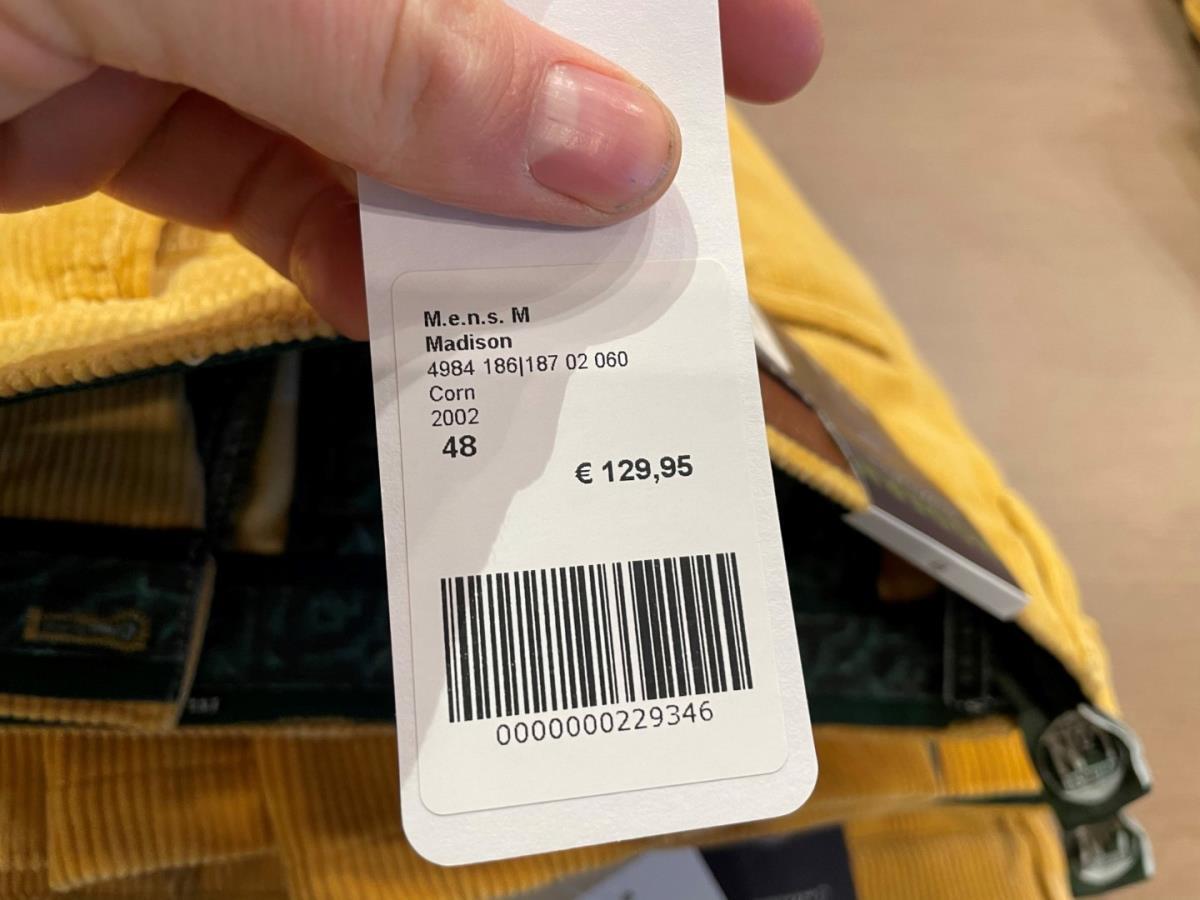 M.e.n.s. M
Madison
4984 186|187 02 060
Corn
2002
48
€ 129,95
0000000229346